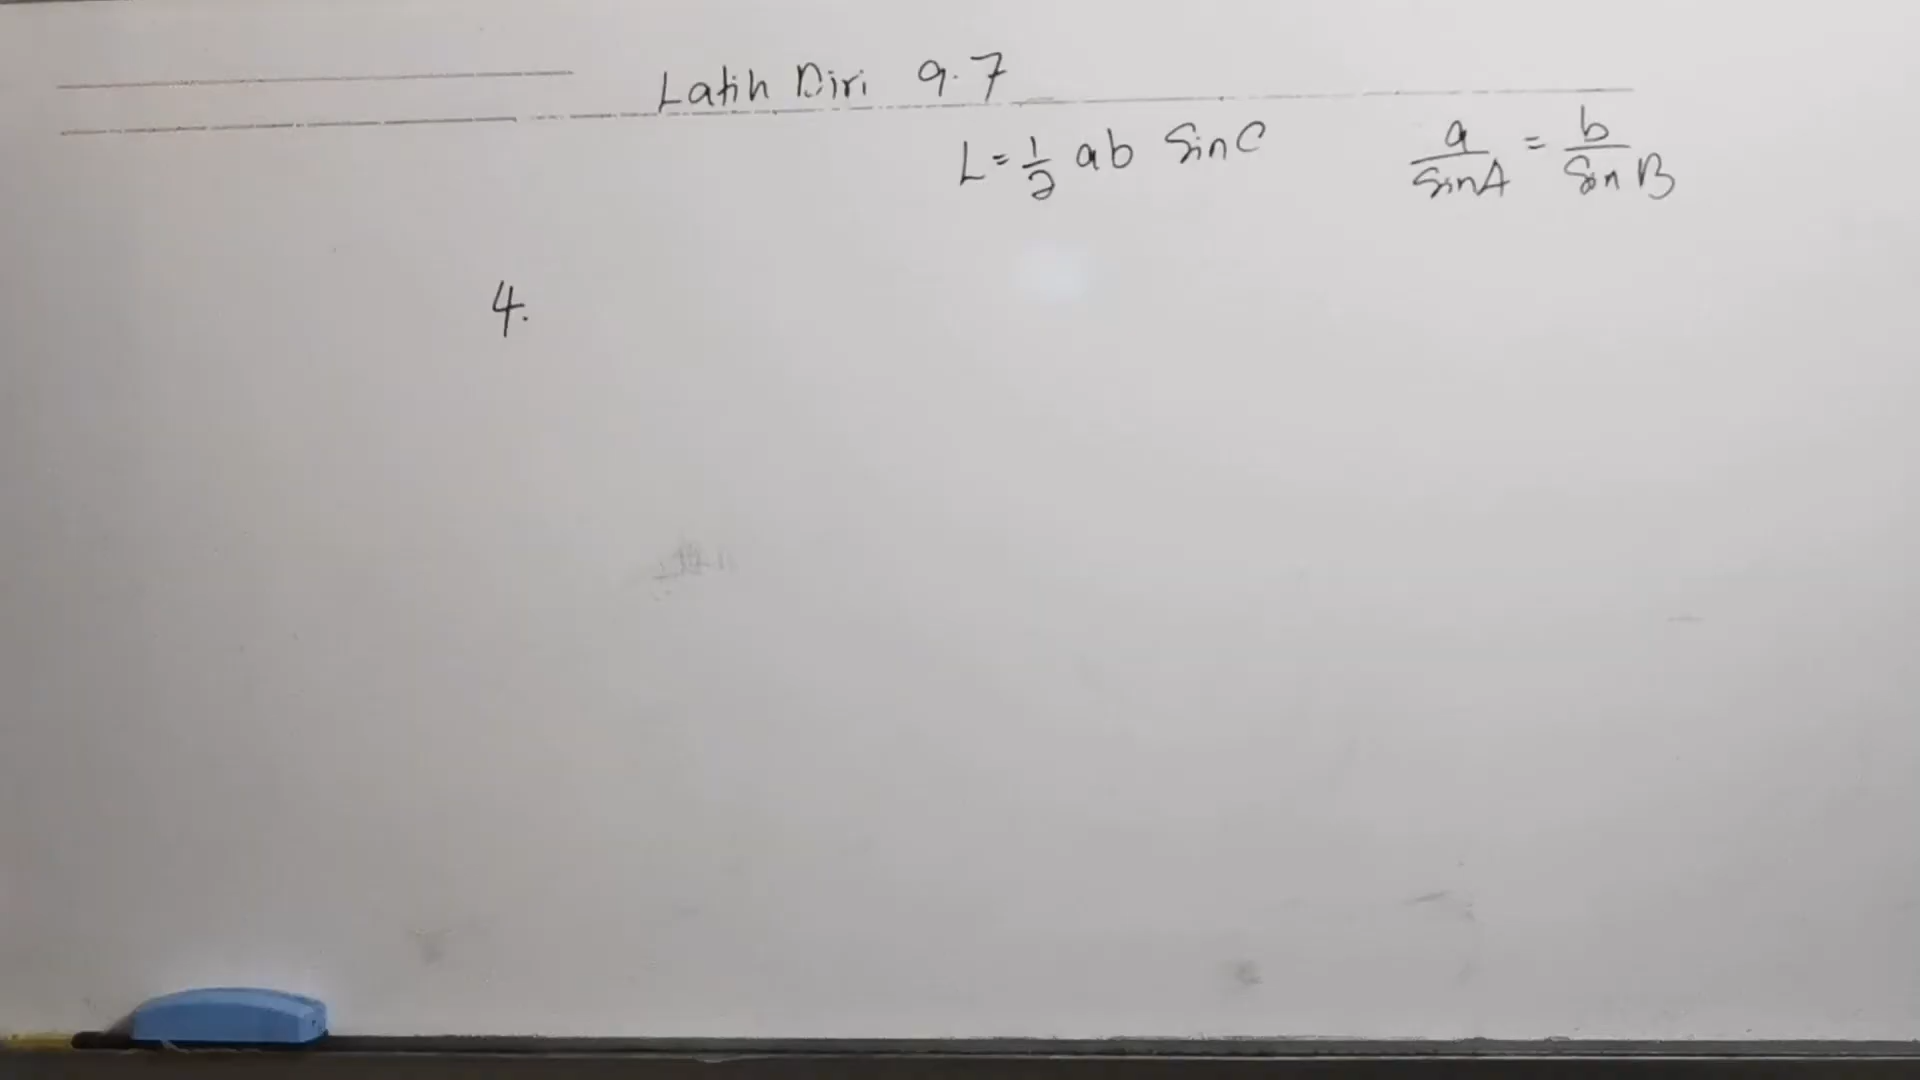 Latih Diri 9.7
L = 1/2 ab Sin C    a/Sin A = b/Sin B
4.